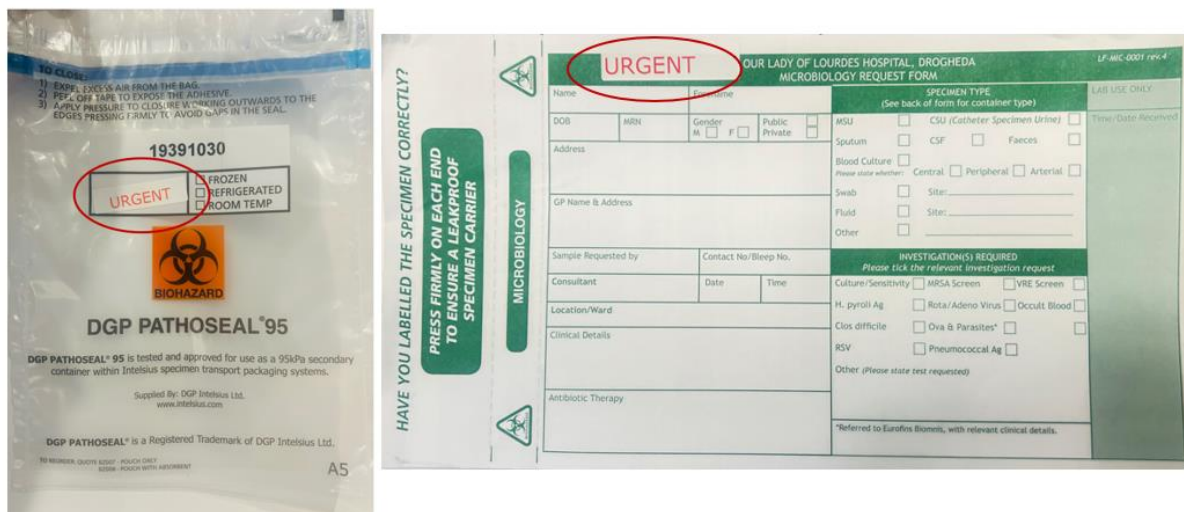 TO CLOSE:
1) EXPEL EXCESS AIR FROM THE BAG.
2) PEEL OFF TAPE TO EXPOSE THE ADHESIVE.
3) APPLY PRESSURE TO CLOSURE WORKING OUTWARDS TO THE
EDGES PRESSING FIRMLY TO AVOID GAPS IN THE SEAL.
19391030
URGENT
FROZEN
REFRIGERATED
ROOM TEMP
BIOHAZARD
DGP PATHOSEAL®95
DGP PATHOSEAL® 95 is tested and approved for use as a 95kPa secondary
container within Intelsius specimen transport packaging systems.
Supplied By: DGP Intelsius Ltd.
www.intelsius.com
DGP PATHOSEAL® is a Registered Trademark of DGP Intelsius Ltd.
TO REORDER: QUOTE - POUCH ONLY
- POUCH WITH ABSORBENT
A5
HAVE YOU LABELLED THE SPECIMEN CORRECTLY?
PRESS FIRMLY ON EACH END
TO ENSURE A LEAKPROOF
SPECIMEN CARRIER
MICROBIOLOGY
URGENT
OUR LADY OF LOURDES HOSPITAL, DROGHEDA
MICROBIOLOGY REQUEST FORM
LF-MIC-0001 rev.4
Name
Forename
DOB
MRN
Gender
M F
Public
Private
Address
GP Name & Address
Sample Requested by
Contact No/Bleep No.
Consultant
Date
Time
Location/Ward
Clinical Details
Antibiotic Therapy
SPECIMEN TYPE
(See back of form for container type)
MSU CSU (Catheter Specimen Urine)
Sputum CSF Faeces
Blood Culture
Please state whether: Central Peripheral Arterial
Swab Site:
Fluid Site:
Other
INVESTIGATION(S) REQUIRED
Please tick the relevant investigation request
Culture/Sensitivity MRSA Screen VRE Screen
H. pyroli Ag Rota/Adeno Virus Occult Blood
Clos difficile Ova & Parasites*
RSV Pneumococcal Ag
Other (Please state test requested)
*Referred to Eurofins Biomnis, with relevant clinical details.
LAB USE ONLY
Time/Date Received